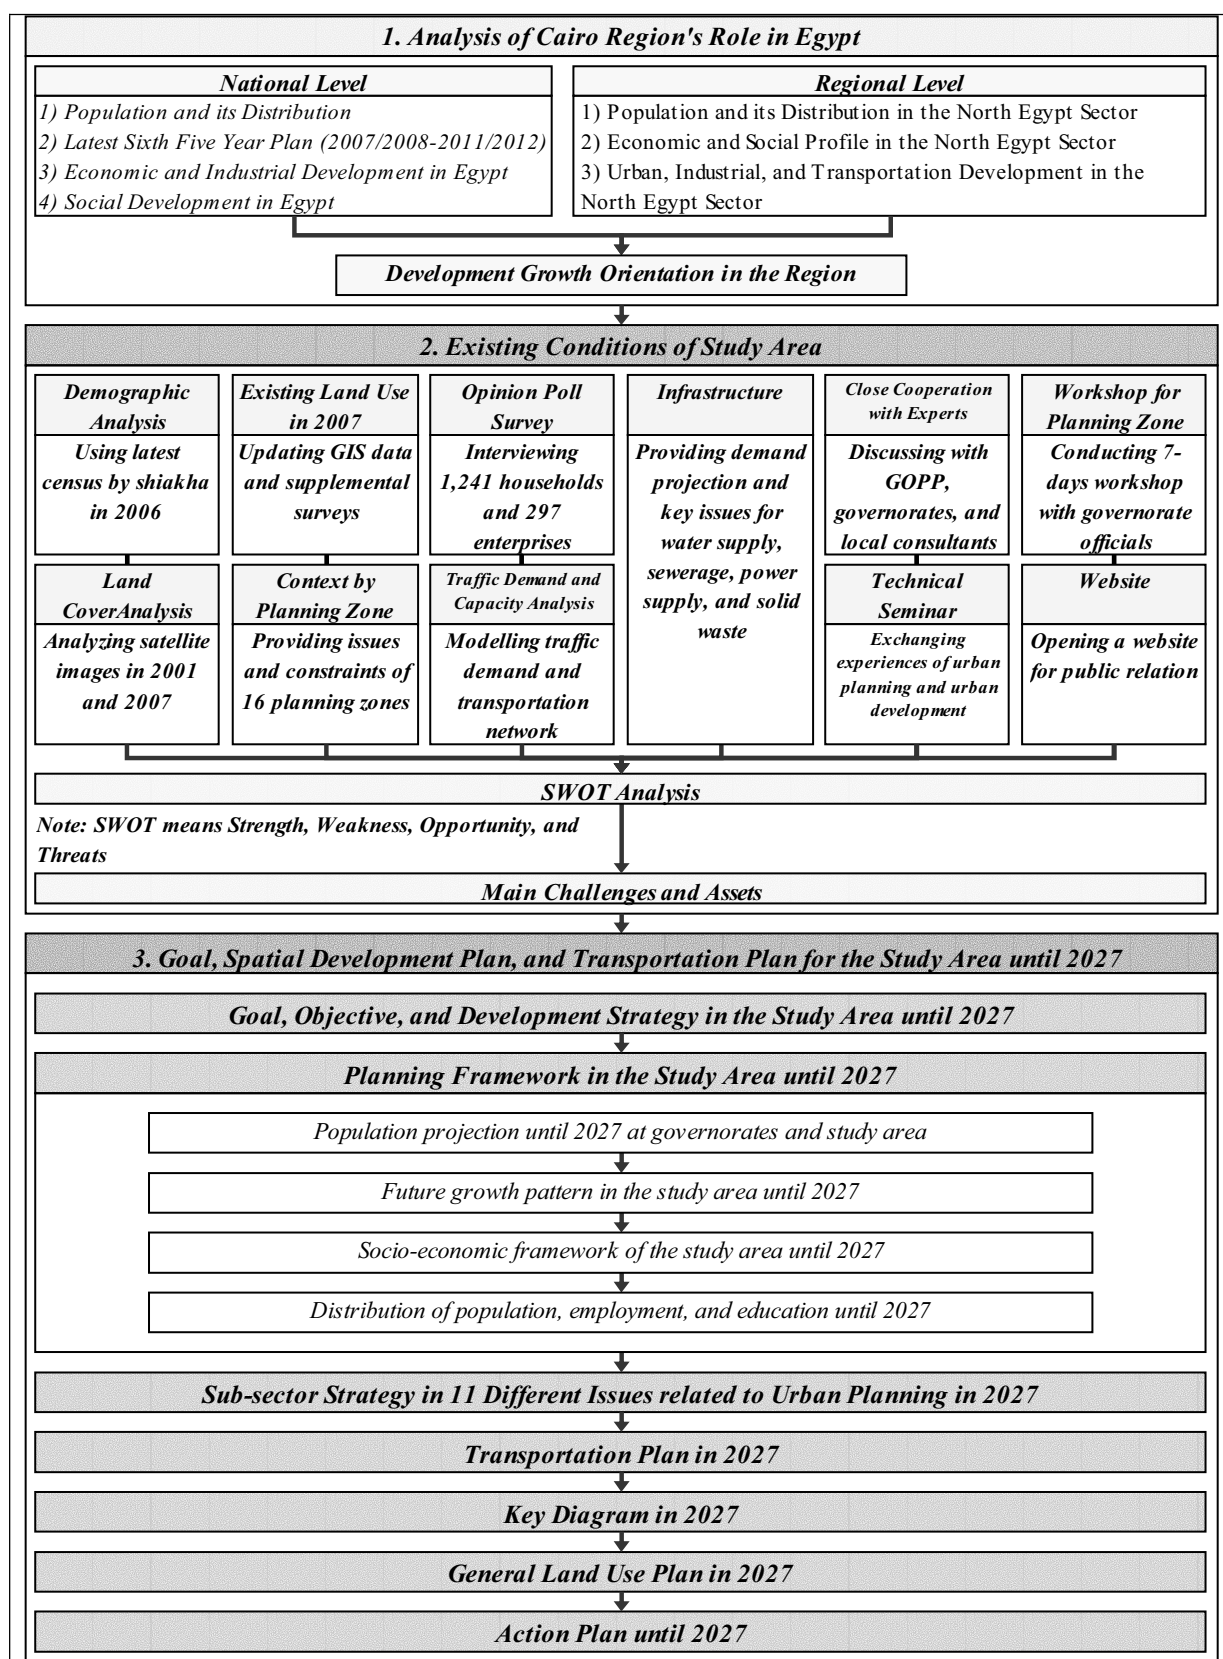 1. Analysis of Cairo Region's Role in Egypt
National Level
1) Population and its Distribution
2) Latest Sixth Five Year Plan (2007/2008-2011/2012)
3) Economic and Industrial Development in Egypt
4) Social Development in Egypt
Regional Level
1) Population and its Distribution in the North Egypt Sector
2) Economic and Social Profile in the North Egypt Sector
3) Urban, Industrial, and Transportation Development in the
North Egypt Sector
Development Growth Orientation in the Region
2. Existing Conditions of Study Area
Demographic
Analysis
Using latest
census by shiakha
in 2006
Existing Land Use
in 2007
Updating GIS data
and supplemental
surveys
Opinion Poll
Survey
Interviewing
1,241 households
and 297
enterprises
Infrastructure
Providing demand
projection and
key issues for
water supply,
sewerage, power
supply, and solid
waste
Close Cooperation
with Experts
Discussing with
GOPP,
governorates, and
local consultants
Workshop for
Planning Zone
Conducting 7-
days workshop
with governorate
officials
Land
CoverAnalysis
Analyzing satellite
images in 2001
and 2007
Context by
Planning Zone
Providing issues
and constraints of
16 planning zones
Traffic Demand and
Capacity Analysis
Modelling traffic
demand and
transportation
network
Technical
Seminar
Exchanging
experiences of urban
planning and urban
development
Website
Opening a website
for public relation
SWOT Analysis
Note: SWOT means Strength, Weakness, Opportunity, and
Threats
Main Challenges and Assets
3. Goal, Spatial Development Plan, and Transportation Plan for the Study Area until 2027
Goal, Objective, and Development Strategy in the Study Area until 2027
Planning Framework in the Study Area until 2027
Population projection until 2027 at governorates and study area
Future growth pattern in the study area until 2027
Socio-economic framework of the study area until 2027
Distribution of population, employment, and education until 2027
Sub-sector Strategy in 11 Different Issues related to Urban Planning in 2027
Transportation Plan in 2027
Key Diagram in 2027
General Land Use Plan in 2027
Action Plan until 2027